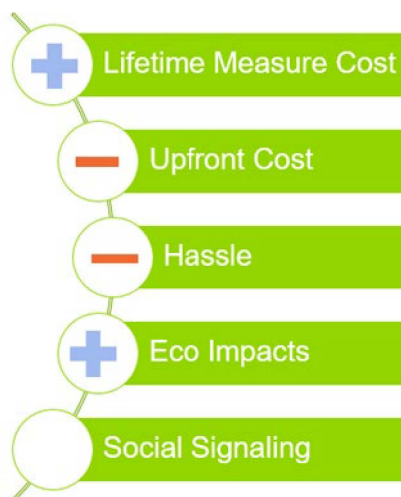 Lifetime Measure Cost
Upfront Cost
Hassle
Eco Impacts
Social Signaling